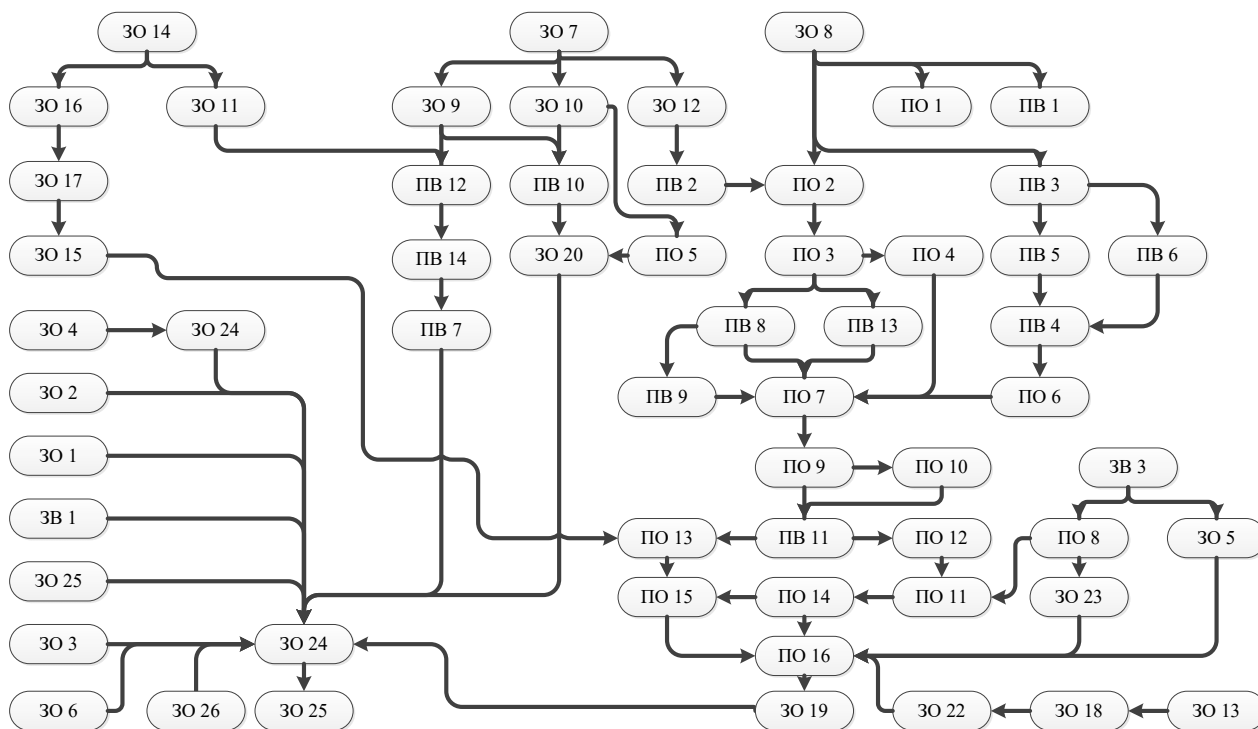 ЗО 14
ЗО 7
ЗО 8
ЗО 16
ЗО 11
ЗО 9
ЗО 10
ЗО 12
ПО 1
ПВ 1
ЗО 17
ПВ 12
ПВ 10
ПВ 2
ПО 2
ПВ 3
ЗО 15
ПВ 14
ЗО 20
ПО 5
ПО 3
ПО 4
ПВ 5
ПВ 6
ЗО 4
ЗО 24
ПВ 7
ПВ 8
ПВ 13
ПВ 4
ЗО 2
ПВ 9
ПО 7
ПО 6
ЗО 1
ПО 9
ПО 10
ЗВ 3
ЗВ 1
ПО 13
ПВ 11
ПО 12
ПО 8
ЗО 5
ЗО 25
ПО 15
ПО 14
ПО 11
ЗО 23
ЗО 3
ЗО 24
ПО 16
ЗО 6
ЗО 26
ЗО 25
ЗО 19
ЗО 22
ЗО 18
ЗО 13